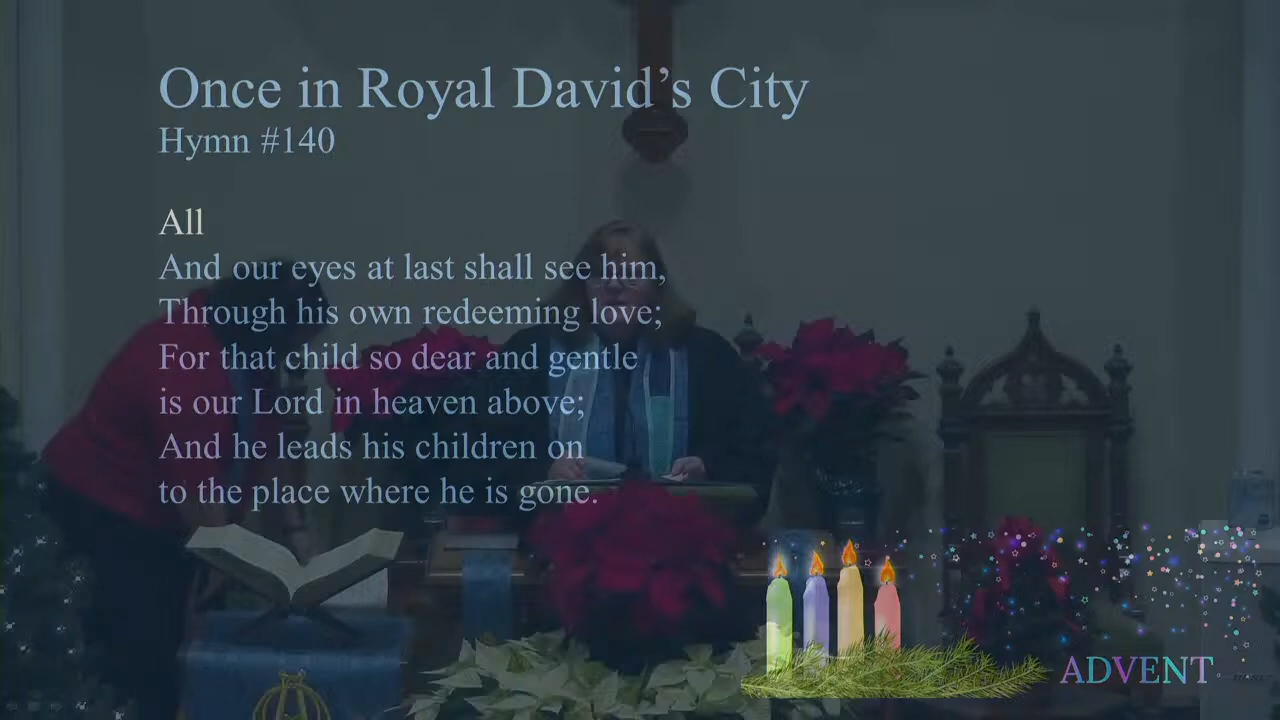 Once in Royal David’s City
Hymn #140
All
And our eyes at last shall see him,
Through his own redeeming love;
For that child so dear and gentle
is our Lord in heaven above;
And he leads his children on
to the place where he is gone.
ADVENT